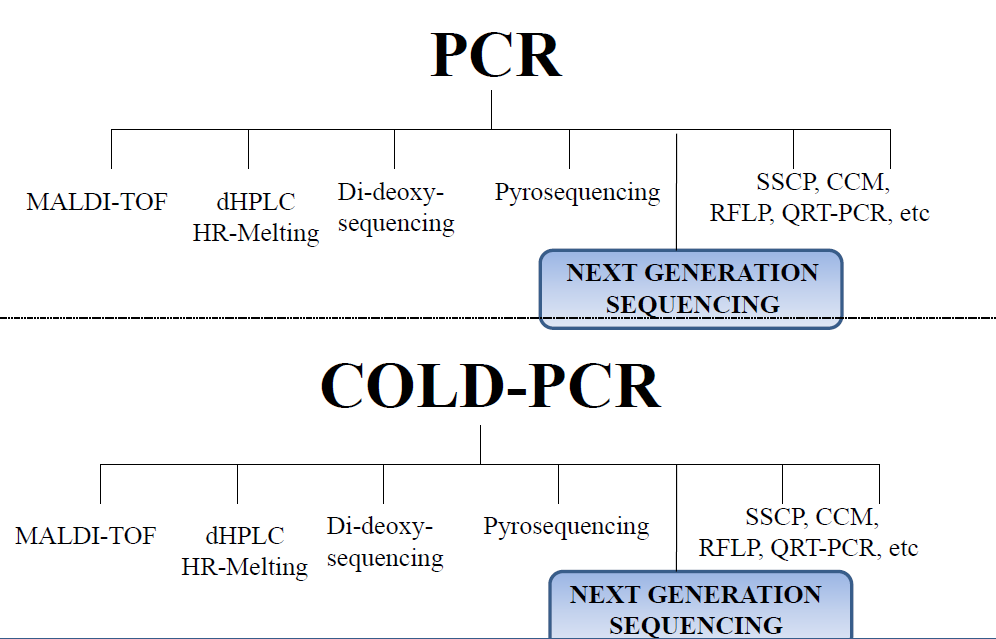 PCR
MALDI-TOF
dHPLC
HR-Melting
Di-deoxy-
sequencing
Pyrosequencing
SSCP, CCM,
RFLP, QRT-PCR, etc
NEXT GENERATION
SEQUENCING
COLD-PCR
MALDI-TOF
dHPLC
HR-Melting
Di-deoxy-
sequencing
Pyrosequencing
SSCP, CCM,
RFLP, QRT-PCR, etc
NEXT GENERATION
SEQUENCING